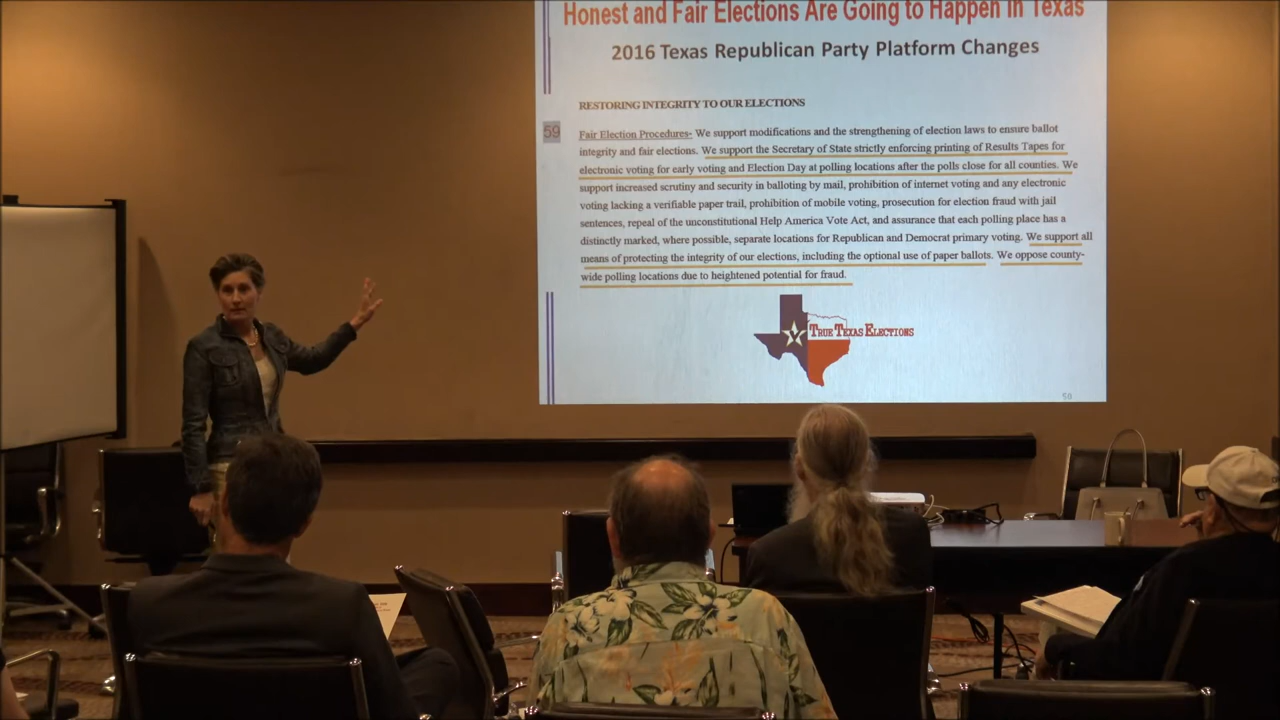 Honest and Fair Elections Are Going to Happen in Texas
2016 Texas Republican Party Platform Changes
RESTORING INTEGRITY TO OUR ELECTIONS
59
Fair Election Procedures- We support modifications and the strengthening of election laws to ensure ballot
integrity and fair elections. We support the Secretary of State strictly enforcing printing of Results Tapes for
electronic voting for early voting and Election Day at polling locations after the polls close for all counties. We
support increased scrutiny and security in balloting by mail, prohibition of internet voting and any electronic
voting lacking a verifiable paper trail, prohibition of mobile voting, prosecution for election fraud with jail
sentences, repeal of the unconstitutional Help America Vote Act, and assurance that each polling place has a
distinctly marked, where possible, separate locations for Republican and Democrat primary voting. We support all
means of protecting the integrity of our elections, including the optional use of paper ballots. We oppose county-
wide polling locations due to heightened potential for fraud.
TRUE TEXAS ELECTIONS
50